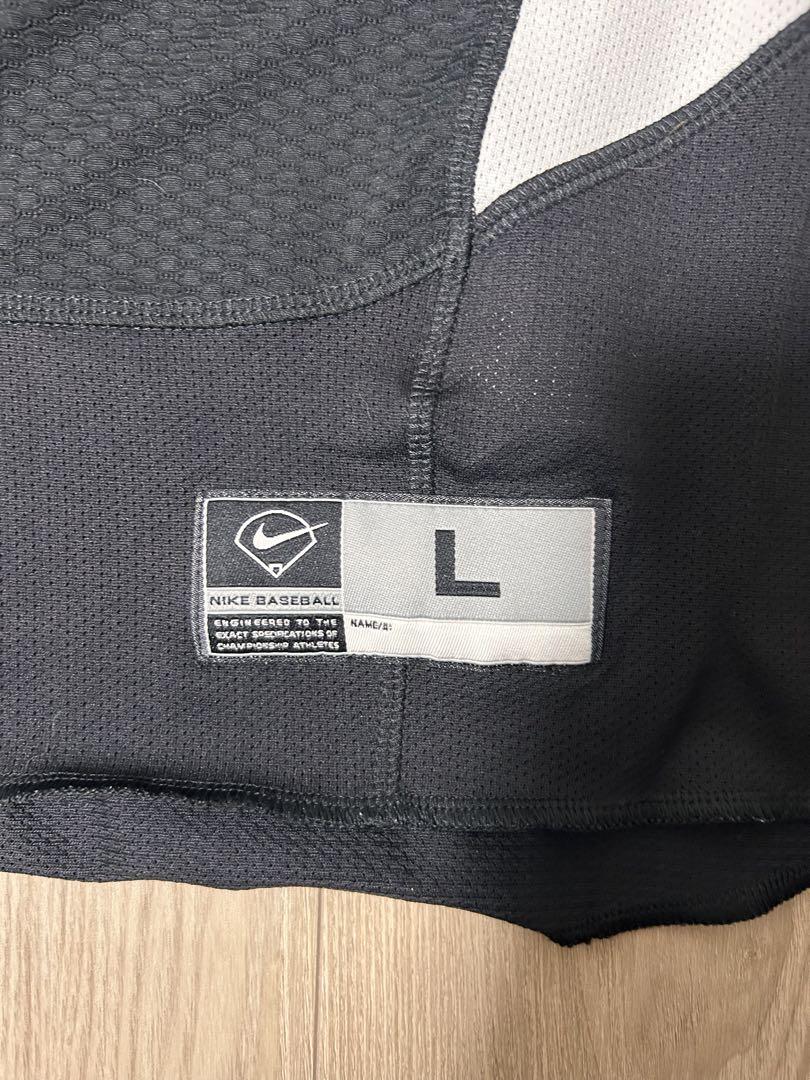 L
NIKE BASEBALL
ENGINEERED TO THE
EXACT SPECIFICATIONS OF
CHAMPIONSHIP ATHLETES
NAME/#: